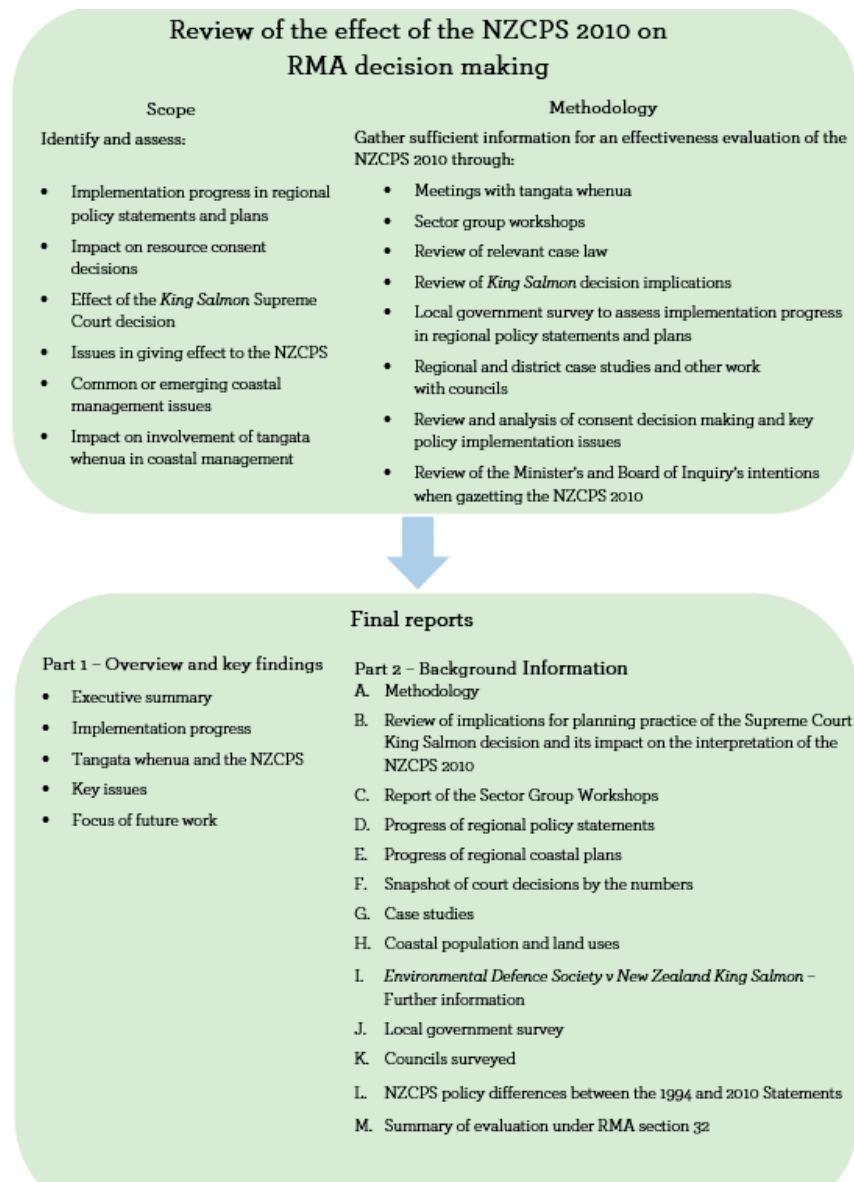 Review of the effect of the NZCPS 2010 on
RMA decision making
Scope
Identify and assess:
• Implementation progress in regional
policy statements and plans
• Impact on resource consent
decisions
• Effect of the King Salmon Supreme
Court decision
• Issues in giving effect to the NZCPS
• Common or emerging coastal
management issues
• Impact on involvement of tangata
whenua in coastal management
Methodology
Gather sufficient information for an effectiveness evaluation of the
NZCPS 2010 through:
• Meetings with tangata whenua
• Sector group workshops
• Review of relevant case law
• Review of King Salmon decision implications
• Local government survey to assess implementation progress
in regional policy statements and plans
• Regional and district case studies and other work
with councils
• Review and analysis of consent decision making and key
policy implementation issues
• Review of the Minister's and Board of Inquiry's intentions
when gazetting the NZCPS 2010
Final reports
Part 1 – Overview and key findings
• Executive summary
• Implementation progress
• Tangata whenua and the NZCPS
• Key issues
• Focus of future work
Part 2 – Background Information
A. Methodology
B. Review of implications for planning practice of the Supreme Court
King Salmon decision and its impact on the interpretation of the
NZCPS 2010
C. Report of the Sector Group Workshops
D. Progress of regional policy statements
E. Progress of regional coastal plans
F. Snapshot of court decisions by the numbers
G. Case studies
H. Coastal population and land uses
I. Environmental Defence Society v New Zealand King Salmon –
Further information
J. Local government survey
K. Councils surveyed
L. NZCPS policy differences between the 1994 and 2010 Statements
M. Summary of evaluation under RMA section 32